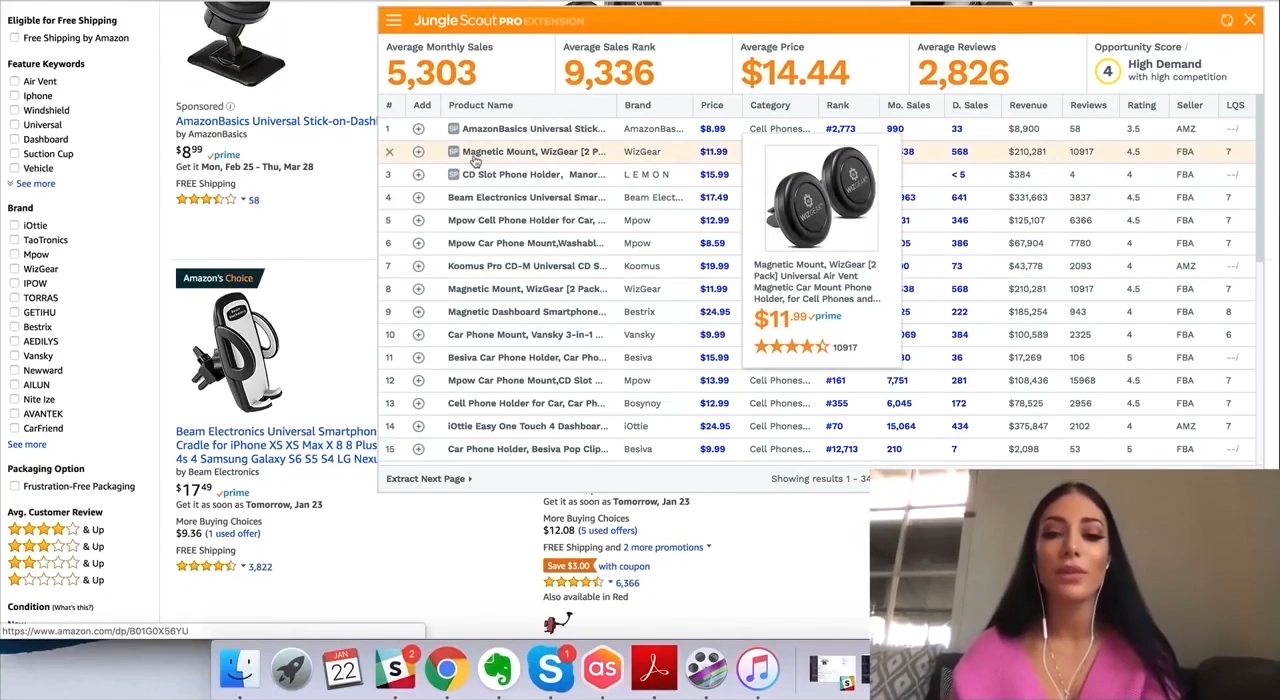 Eligible for Free Shipping
Free Shipping by Amazon
Feature Keywords
Air Vent
Iphone
Windshield
Universal
Dashboard
Suction Cup
Vehicle
See more
Brand
iOttie
TaoTronics
Mpow
WizGear
IPOW
TORRAS
GETIHU
Bestrix
AEDILYS
Vansky
Newward
AILUN
Nite Ize
AVANTEK
CarFriend
See more
Packaging Option
Frustration-Free Packaging
Avg. Customer Review
& Up
& Up
& Up
& Up
Condition (What's this?)
https://www.amazon.com/dp/B01G0X56YU
Sponsored
AmazonBasics Universal Stick-on-Dash
by AmazonBasics
$8 99 prime
Get it Mon, Feb 25 - Thu, Mar 28
FREE Shipping
58
Amazon's Choice
Beam Electronics Universal Smartphon
Cradle for iPhone XS XS Max X 8 8 Plus
4s 4 Samsung Galaxy S6 S5 S4 LG Nexu
by Beam Electronics
$17 49 prime
Get it as soon as Tomorrow, Jan 23
More Buying Choices
$9.36 (1 used offer)
FREE Shipping
3,822
Get it as soon as Tomorrow, Jan 23
More Buying Choices
$12.08 (5 used offers)
FREE Shipping and 2 more promotions
Save $3.00 with coupon
6,366
Also available in Red
Jungle Scout PRO EXTENSION
Average Monthly Sales
5,303
Average Sales Rank
9,336
Average Price
$14.44
Average Reviews
2,826
Opportunity Score i
4 High Demand
with high competition
# Add Product Name Brand Price Category Rank Mo. Sales D. Sales Revenue Reviews Rating Seller LQS
1 SP AmazonBasics Universal Stick... AmazonBas... $8.99 Cell Phones... #2,773 990 33 $8,900 58 3.5 AMZ --/
SP Magnetic Mount, WizGear [2 P... WizGear $11.99 38 568 $210,281 10917 4.5 FBA 7
3 SP CD Slot Phone Holder, Manor... L E M O N $15.99 < 5 $384 4 4 FBA --/
4 Beam Electronics Universal Smar... Beam Elect... $17.49 963 641 $331,663 3837 4.5 FBA 7
5 Mpow Cell Phone Holder for Car, ... Mpow $12.99 31 346 $125,107 6366 4.5 FBA 7
6 Mpow Car Phone Mount,Washabl... Mpow $8.59 05 386 $67,904 7780 4 FBA 7
7 Koomus Pro CD-M Universal CD S... Koomus $19.99 00 73 $43,778 2093 4 AMZ --/
8 Magnetic Mount, WizGear [2 Pack... WizGear $11.99 38 568 $210,281 10917 4.5 FBA 7
9 Magnetic Dashboard Smartphone... Bestrix $24.95 25 222 $185,254 943 4 FBA 8
10 Car Phone Mount, Vansky 3-in-1 ... Vansky $9.99 069 384 $100,589 2325 4 FBA 6
11 Besiva Car Phone Holder, Car Pho... Besiva $15.99 80 36 $17,269 106 5 FBA --/
12 Mpow Car Phone Mount,CD Slot ... Mpow $13.99 Cell Phones... #161 7,751 281 $108,436 15968 4.5 FBA 7
13 Cell Phone Holder for Car, Car Ph... Bosynoy $12.99 Cell Phones... #355 6,045 172 $78,525 2956 4.5 FBA 7
14 iOttie Easy One Touch 4 Dashboar... iOttie $24.95 Cell Phones... #70 15,064 434 $375,847 2102 4 AMZ 7
15 Car Phone Holder, Besiva Pop Clip... Besiva $9.99 Cell Phones... #12,713 210 7 $2,098 53 5 FBA --/
Extract Next Page
Showing results 1 - 34
WIZGEAR
WIZGEAR
Magnetic Mount, WizGear [2
Pack] Universal Air Vent
Magnetic Car Mount Phone
Holder, for Cell Phones and...
$11.99 prime
10917
JAN
22
2
1
as